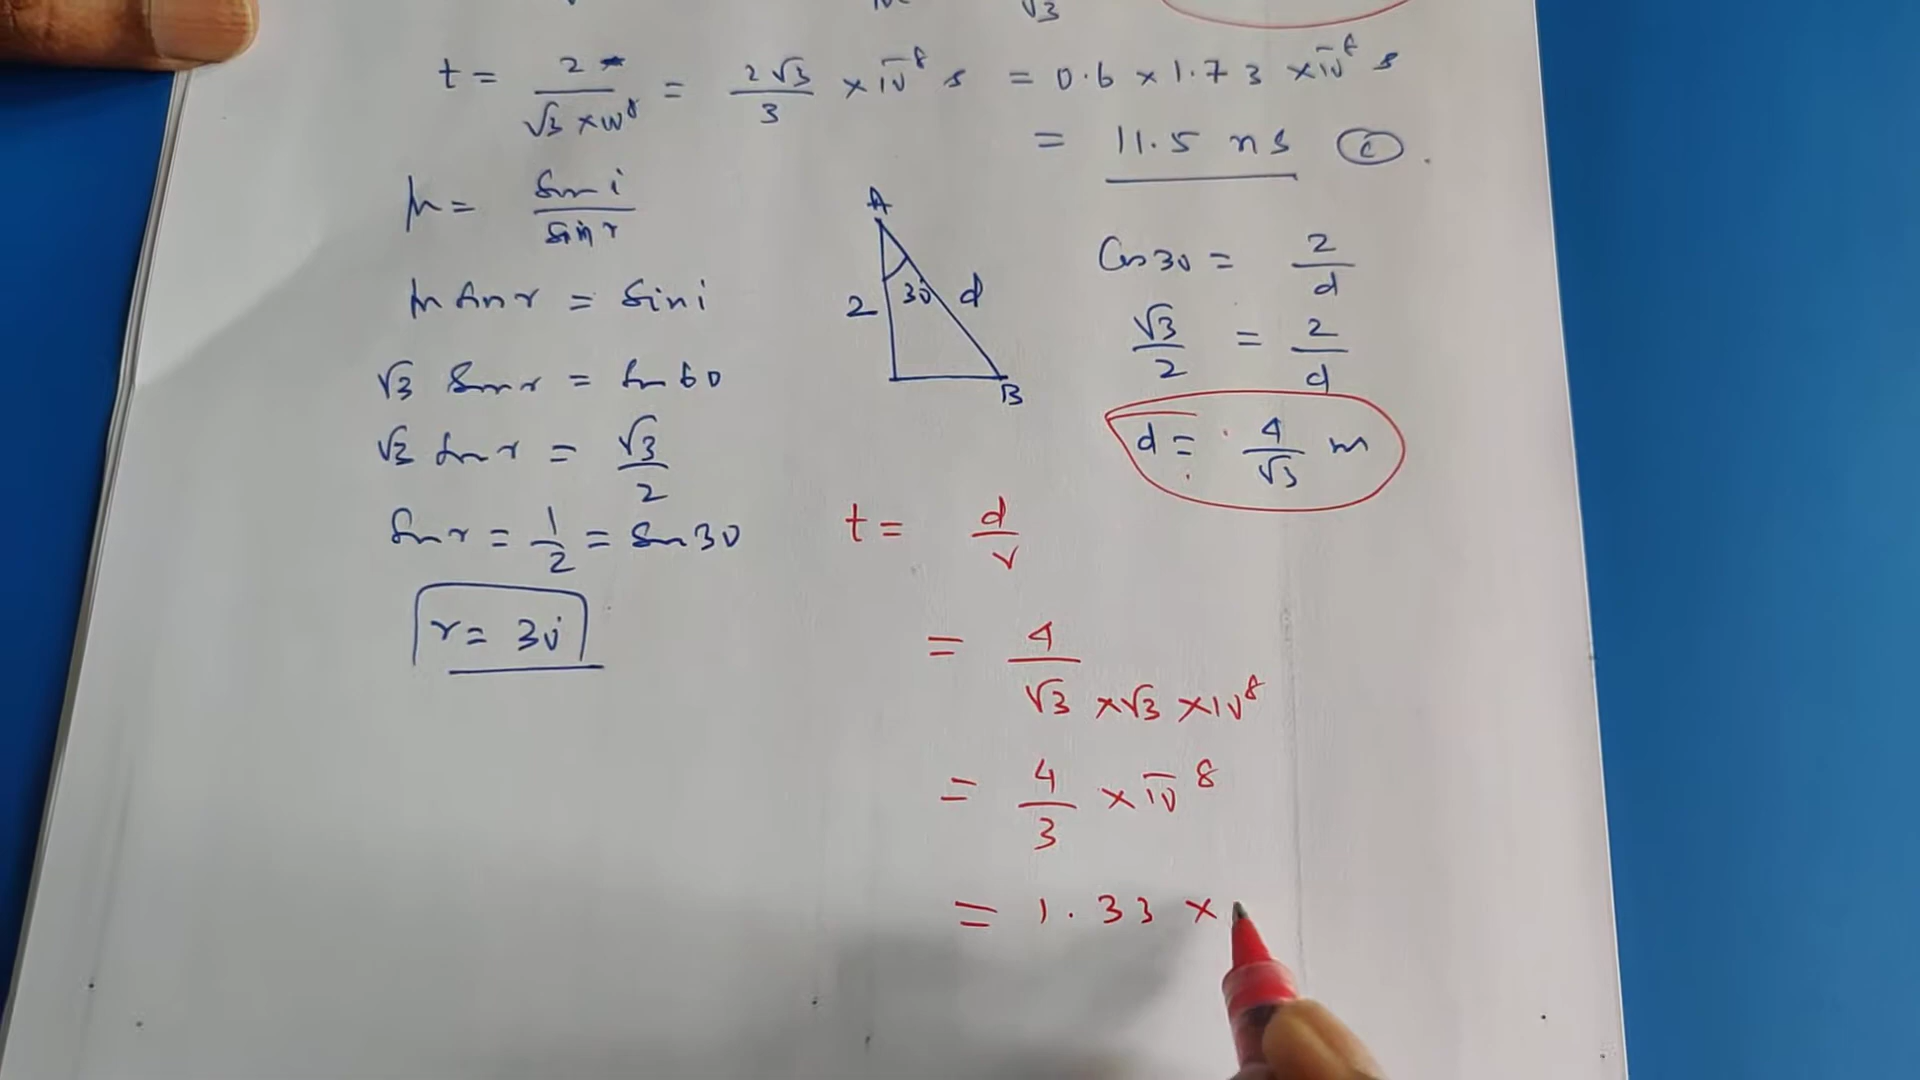 √3
t = 2 / √3 × 10⁸ = 2√3 / 3 × 10⁻⁸ s = 0.6 × 1.73 × 10⁻⁸ s
= 11.5 ns (c).
μ = sin i / sin r
μ sin r = sin i
√3 sin r = sin 60
√3 sin r = √3 / 2
sin r = 1/2 = sin 30
r = 30°
A
2
30
d
B
Cos 30 = 2 / d
√3 / 2 = 2 / d
d = 4 / √3 m
t = d / v
= 4 / √3 × √3 × 10⁸
= 4 / 3 × 10⁻⁸
= 1.33 ×